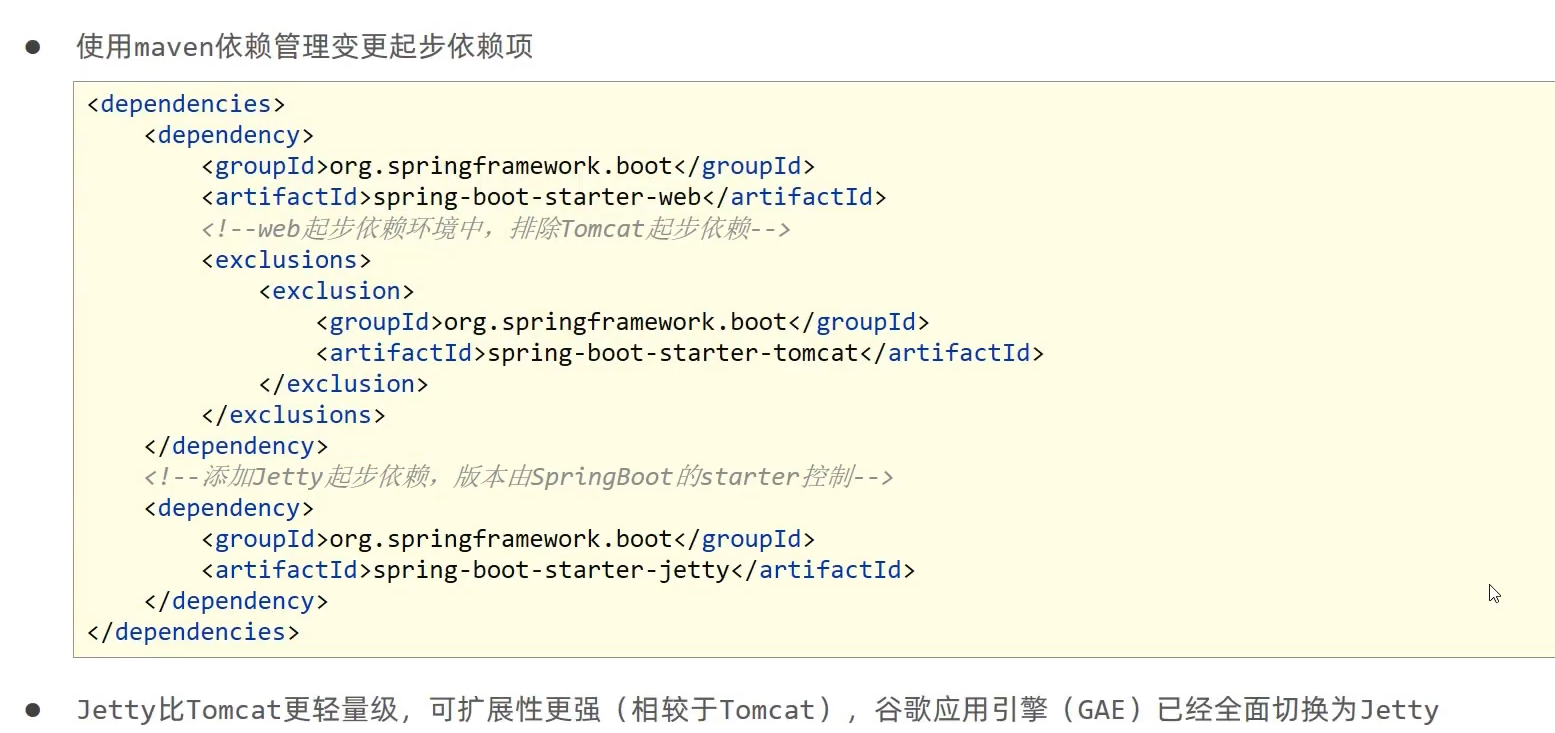 ● 使用maven依赖管理变更起步依赖项
<dependencies>
    <dependency>
        <groupId>org.springframework.boot</groupId>
        <artifactId>spring-boot-starter-web</artifactId>
        <!--web起步依赖环境中，排除Tomcat起步依赖-->
        <exclusions>
            <exclusion>
                <groupId>org.springframework.boot</groupId>
                <artifactId>spring-boot-starter-tomcat</artifactId>
            </exclusion>
        </exclusions>
    </dependency>
    <!--添加Jetty起步依赖，版本由SpringBoot的starter控制-->
    <dependency>
        <groupId>org.springframework.boot</groupId>
        <artifactId>spring-boot-starter-jetty</artifactId>
    </dependency>
</dependencies>
● Jetty比Tomcat更轻量级，可扩展性更强（相较于Tomcat），谷歌应用引擎（GAE）已经全面切换为Jetty